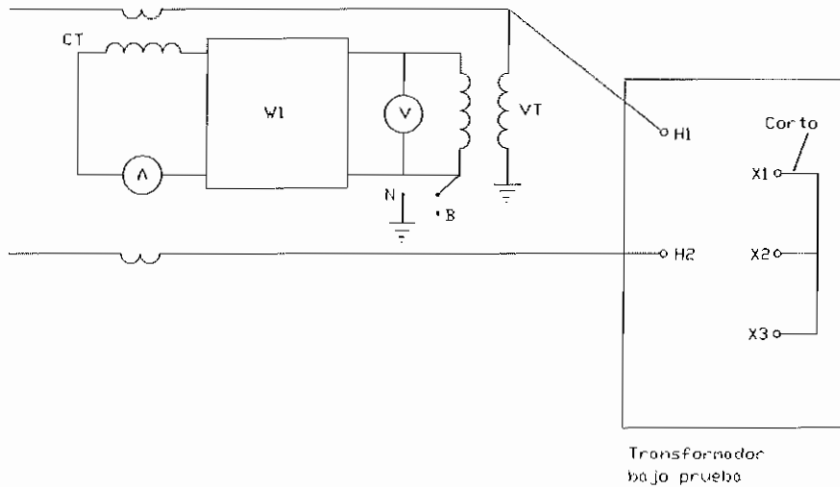 CT
W1
V
VT
A
N
B
H1
Corto
X1
H2
X2
X3
Transformador
bajo prueba